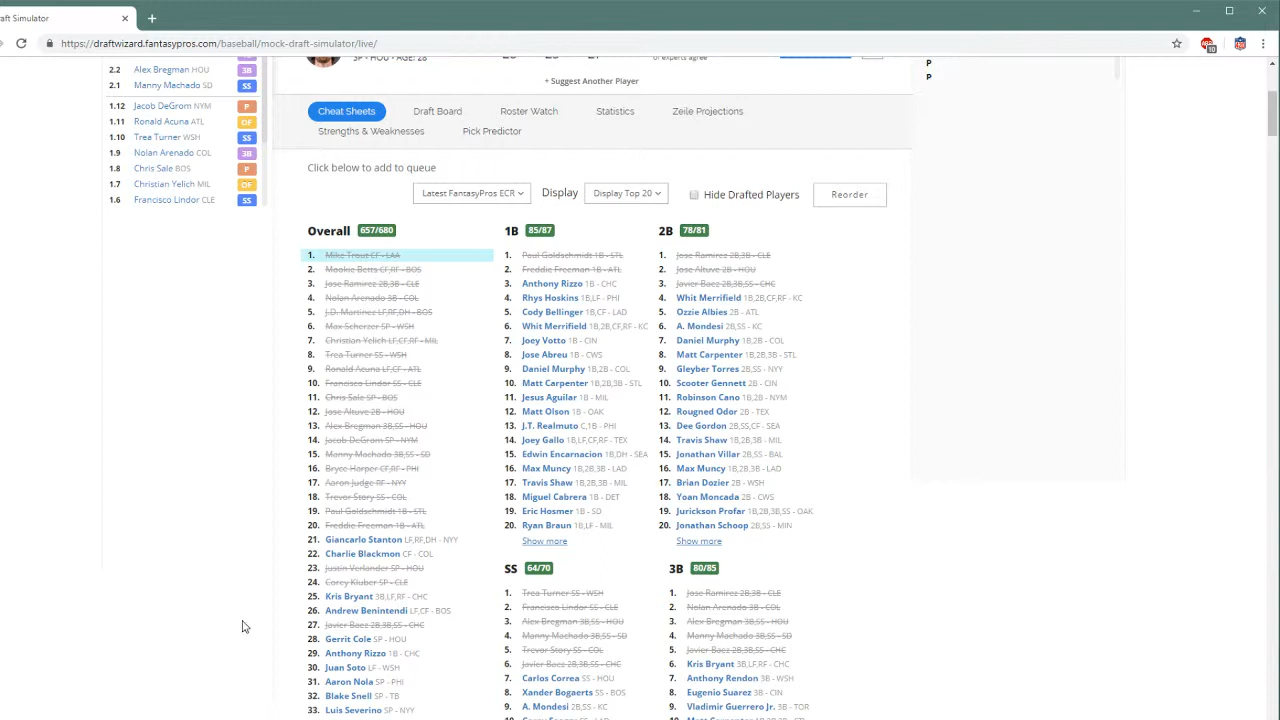 aft Simulator
https://draftwizard.fantasypros.com/baseball/mock-draft-simulator/live/
10
2.2 Alex Bregman HOU 3B
2.1 Manny Machado SD SS
1.12 Jacob DeGrom NYM P
1.11 Ronald Acuna ATL OF
1.10 Trea Turner WSH SS
1.9 Nolan Arenado COL 3B
1.8 Chris Sale BOS P
1.7 Christian Yelich MIL OF
1.6 Francisco Lindor CLE SS
SP - HOU - AGE: 28
of experts agree
+ Suggest Another Player
P
P
Cheat Sheets Draft Board Roster Watch Statistics Zeile Projections
Strengths & Weaknesses Pick Predictor
Click below to add to queue
Latest FantasyPros ECR Display Display Top 20 Hide Drafted Players Reorder
Overall 657/680
1. Mike Trout CF - LAA
2. Mookie Betts CF,RF - BOS
3. Jose Ramirez 2B,3B - CLE
4. Nolan Arenado 3B - COL
5. J.D. Martinez LF,RF,DH - BOS
6. Max Scherzer SP - WSH
7. Christian Yelich LF,CF,RF - MIL
8. Trea Turner SS - WSH
9. Ronald Acuna LF,CF - ATL
10. Francisco Lindor SS - CLE
11. Chris Sale SP - BOS
12. Jose Altuve 2B - HOU
13. Alex Bregman 3B,SS - HOU
14. Jacob DeGrom SP - NYM
15. Manny Machado 3B,SS - SD
16. Bryce Harper CF,RF - PHI
17. Aaron Judge RF - NYY
18. Trevor Story SS - COL
19. Paul Goldschmidt 1B - STL
20. Freddie Freeman 1B - ATL
21. Giancarlo Stanton LF,RF,DH - NYY
22. Charlie Blackmon CF - COL
23. Justin Verlander SP - HOU
24. Corey Kluber SP - CLE
25. Kris Bryant 3B,LF,RF - CHC
26. Andrew Benintendi LF,CF - BOS
27. Javier Baez 2B,3B,SS - CHC
28. Gerrit Cole SP - HOU
29. Anthony Rizzo 1B - CHC
30. Juan Soto LF - WSH
31. Aaron Nola SP - PHI
32. Blake Snell SP - TB
33. Luis Severino SP - NYY
1B 85/87
1. Paul Goldschmidt 1B - STL
2. Freddie Freeman 1B - ATL
3. Anthony Rizzo 1B - CHC
4. Rhys Hoskins 1B,LF - PHI
5. Cody Bellinger 1B,CF - LAD
6. Whit Merrifield 1B,2B,CF,RF - KC
7. Joey Votto 1B - CIN
8. Jose Abreu 1B - CWS
9. Daniel Murphy 1B,2B - COL
10. Matt Carpenter 1B,2B,3B - STL
11. Jesus Aguilar 1B - MIL
12. Matt Olson 1B - OAK
13. J.T. Realmuto C,1B - PHI
14. Joey Gallo 1B,LF,CF,RF - TEX
15. Edwin Encarnacion 1B,DH - SEA
16. Max Muncy 1B,2B,3B - LAD
17. Travis Shaw 1B,2B,3B - MIL
18. Miguel Cabrera 1B - DET
19. Eric Hosmer 1B - SD
20. Ryan Braun 1B,LF - MIL
Show more
2B 78/81
1. Jose Ramirez 2B,3B - CLE
2. Jose Altuve 2B - HOU
3. Javier Baez 2B,3B,SS - CHC
4. Whit Merrifield 1B,2B,CF,RF - KC
5. Ozzie Albies 2B - ATL
6. A. Mondesi 2B,SS - KC
7. Daniel Murphy 1B,2B - COL
8. Matt Carpenter 1B,2B,3B - STL
9. Gleyber Torres 2B,SS - NYY
10. Scooter Gennett 2B - CIN
11. Robinson Cano 1B,2B - NYM
12. Rougned Odor 2B - TEX
13. Dee Gordon 2B,SS,CF - SEA
14. Travis Shaw 1B,2B,3B - MIL
15. Jonathan Villar 2B,SS - BAL
16. Max Muncy 1B,2B,3B - LAD
17. Brian Dozier 2B - WSH
18. Yoan Moncada 2B - CWS
19. Jurickson Profar 1B,2B,3B,SS - OAK
20. Jonathan Schoop 2B,SS - MIN
Show more
SS 64/70
1. Trea Turner SS - WSH
2. Francisco Lindor SS - CLE
3. Alex Bregman 3B,SS - HOU
4. Manny Machado 3B,SS - SD
5. Trevor Story SS - COL
6. Javier Baez 2B,3B,SS - CHC
7. Carlos Correa SS - HOU
8. Xander Bogaerts SS - BOS
9. A. Mondesi 2B,SS - KC
3B 80/85
1. Jose Ramirez 2B,3B - CLE
2. Nolan Arenado 3B - COL
3. Alex Bregman 3B,SS - HOU
4. Manny Machado 3B,SS - SD
5. Javier Baez 2B,3B,SS - CHC
6. Kris Bryant 3B,LF,RF - CHC
7. Anthony Rendon 3B - WSH
8. Eugenio Suarez 3B - CIN
9. Vladimir Guerrero Jr. 3B - TOR